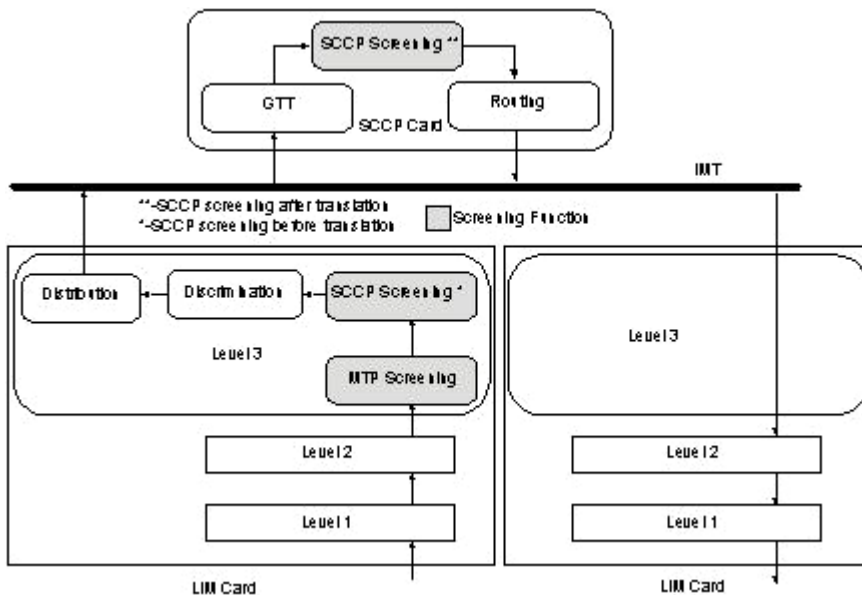 SCCP Screening **
GTT
Routing
SCCP Card
IMT
**-SCCP screening after translation
*-SCCP screening before translation
Screening Function
Distribution
Discrimination
SCCP Screening *
Level 3
MTP Screening
Level 2
Level 1
LIM Card
Level 3
Level 2
Level 1
LIM Card